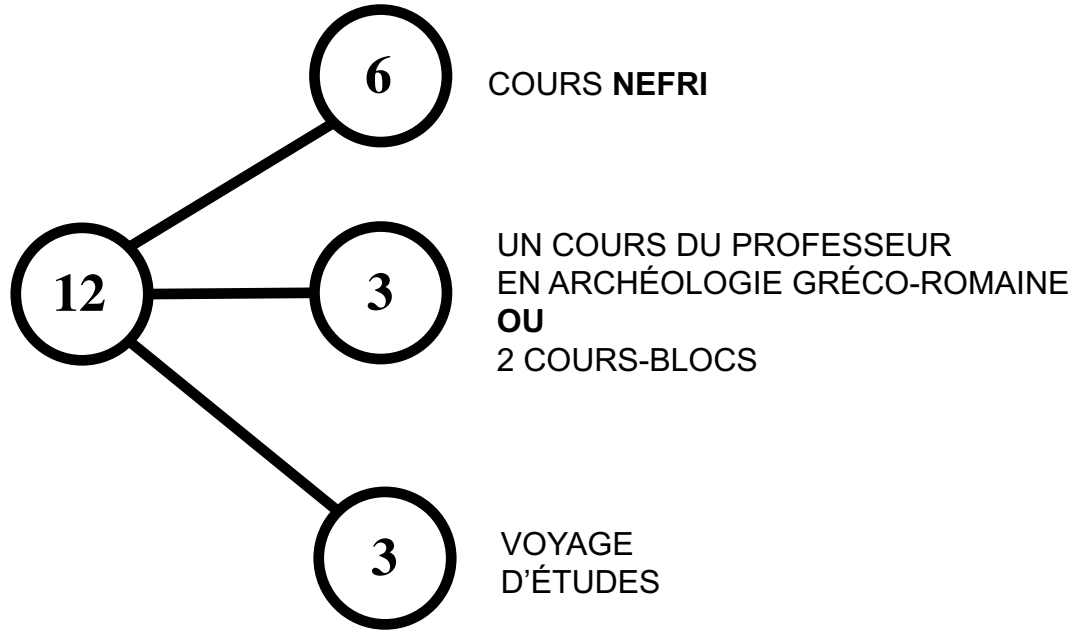 6
COURS NEFRI
12
3
UN COURS DU PROFESSEUR
EN ARCHÉOLOGIE GRÉCO-ROMAINE
OU
2 COURS-BLOCS
3
VOYAGE
D'ÉTUDES